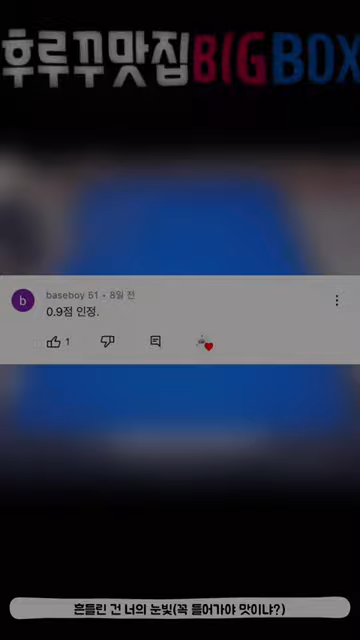 후루꾸맛집BIGBOX
b
baseboy 51 • 8일 전
0.9점 인정.
1
흔들린 건 너의 눈빛(꼭 들어가야 맛이냐?)